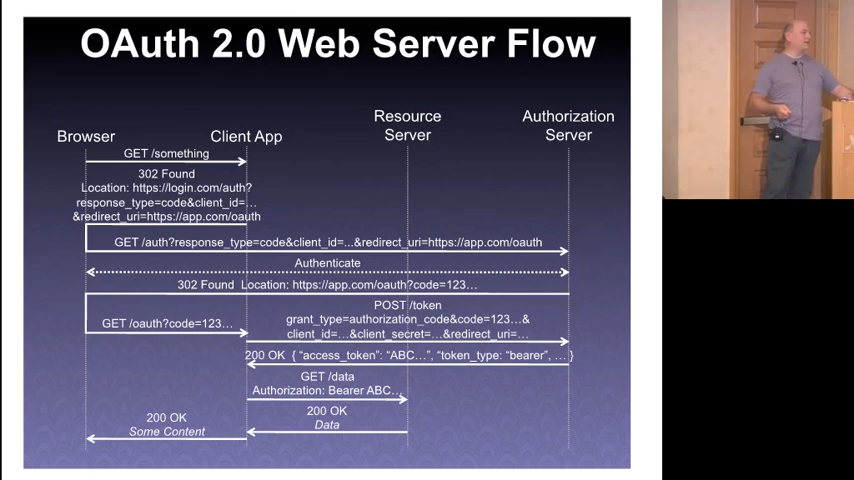 OAuth 2.0 Web Server Flow
Resource
Server
Authorization
Server
Browser
Client App
GET /something
302 Found
Location: https://login.com/auth?
response_type=code&client_id=…
&redirect_uri=https://app.com/oauth
GET /auth?response_type=code&client_id=...&redirect_uri=https://app.com/oauth
Authenticate
302 Found Location: https://app.com/oauth?code=123…
POST /token
grant_type=authorization_code&code=123…&
client_id=…&client_secret=…&redirect_uri=…
GET /oauth?code=123…
200 OK { “access_token”: “ABC…”, “token_type: “bearer”, … }
GET /data
Authorization: Bearer ABC…
200 OK
Data
200 OK
Some Content